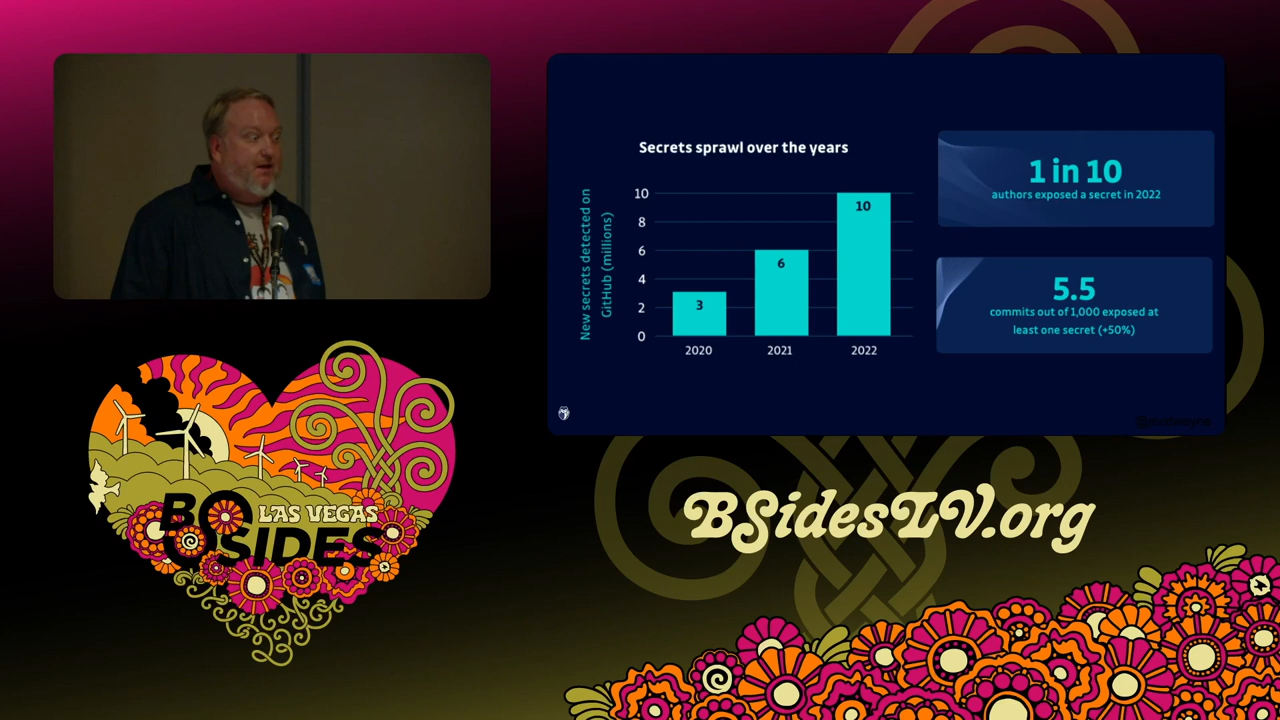 Secrets sprawl over the years
New secrets detected on
GitHub (millions)
10
8
6
4
2
0
3
6
10
2020
2021
2022
1 in 10
authors exposed a secret in 2022
5.5
commits out of 1,000 exposed at
least one secret (+50%)
LAS VEGAS
BSIDES
BSidesLV.org